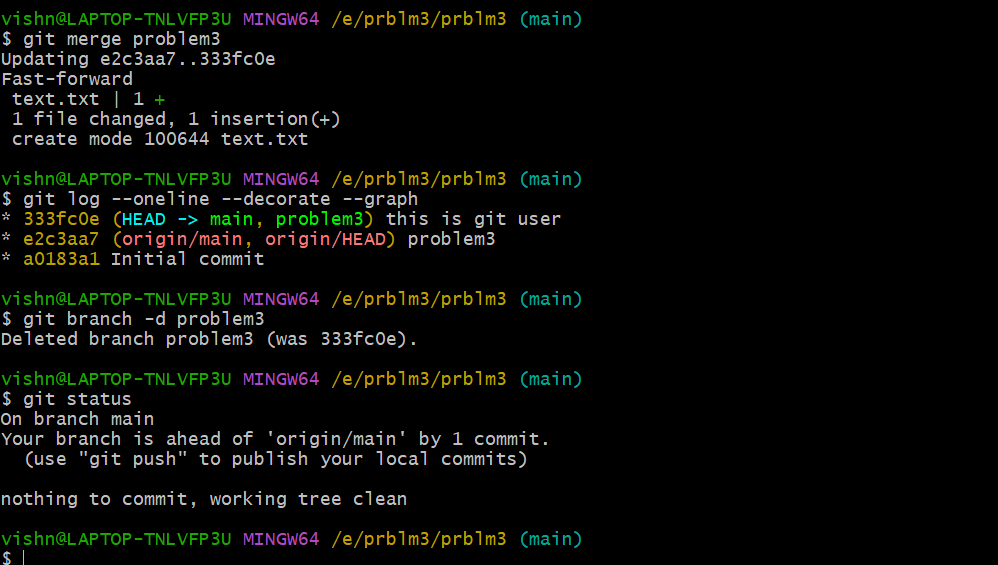 vishn@LAPTOP-TNLVFP3U MINGW64 /e/prblm3/prblm3 (main)
$ git merge problem3
Updating e2c3aa7..333fc0e
Fast-forward
 text.txt | 1 +
 1 file changed, 1 insertion(+)
 create mode 100644 text.txt

vishn@LAPTOP-TNLVFP3U MINGW64 /e/prblm3/prblm3 (main)
$ git log --oneline --decorate --graph
* 333fc0e (HEAD -> main, problem3) this is git user
* e2c3aa7 (origin/main, origin/HEAD) problem3
* a0183a1 Initial commit

vishn@LAPTOP-TNLVFP3U MINGW64 /e/prblm3/prblm3 (main)
$ git branch -d problem3
Deleted branch problem3 (was 333fc0e).

vishn@LAPTOP-TNLVFP3U MINGW64 /e/prblm3/prblm3 (main)
$ git status
On branch main
Your branch is ahead of 'origin/main' by 1 commit.
  (use "git push" to publish your local commits)

nothing to commit, working tree clean

vishn@LAPTOP-TNLVFP3U MINGW64 /e/prblm3/prblm3 (main)
$